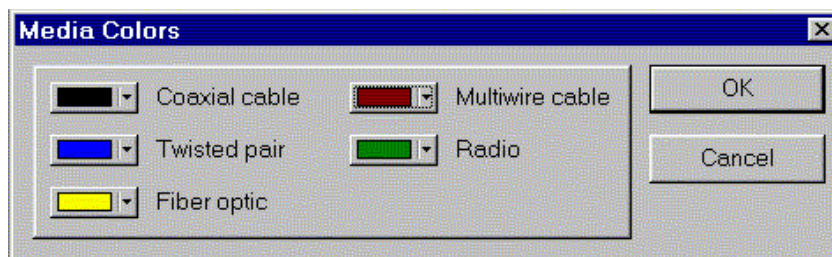 Media Colors
Coaxial cable
Multiwire cable
Twisted pair
Radio
Fiber optic
OK
Cancel